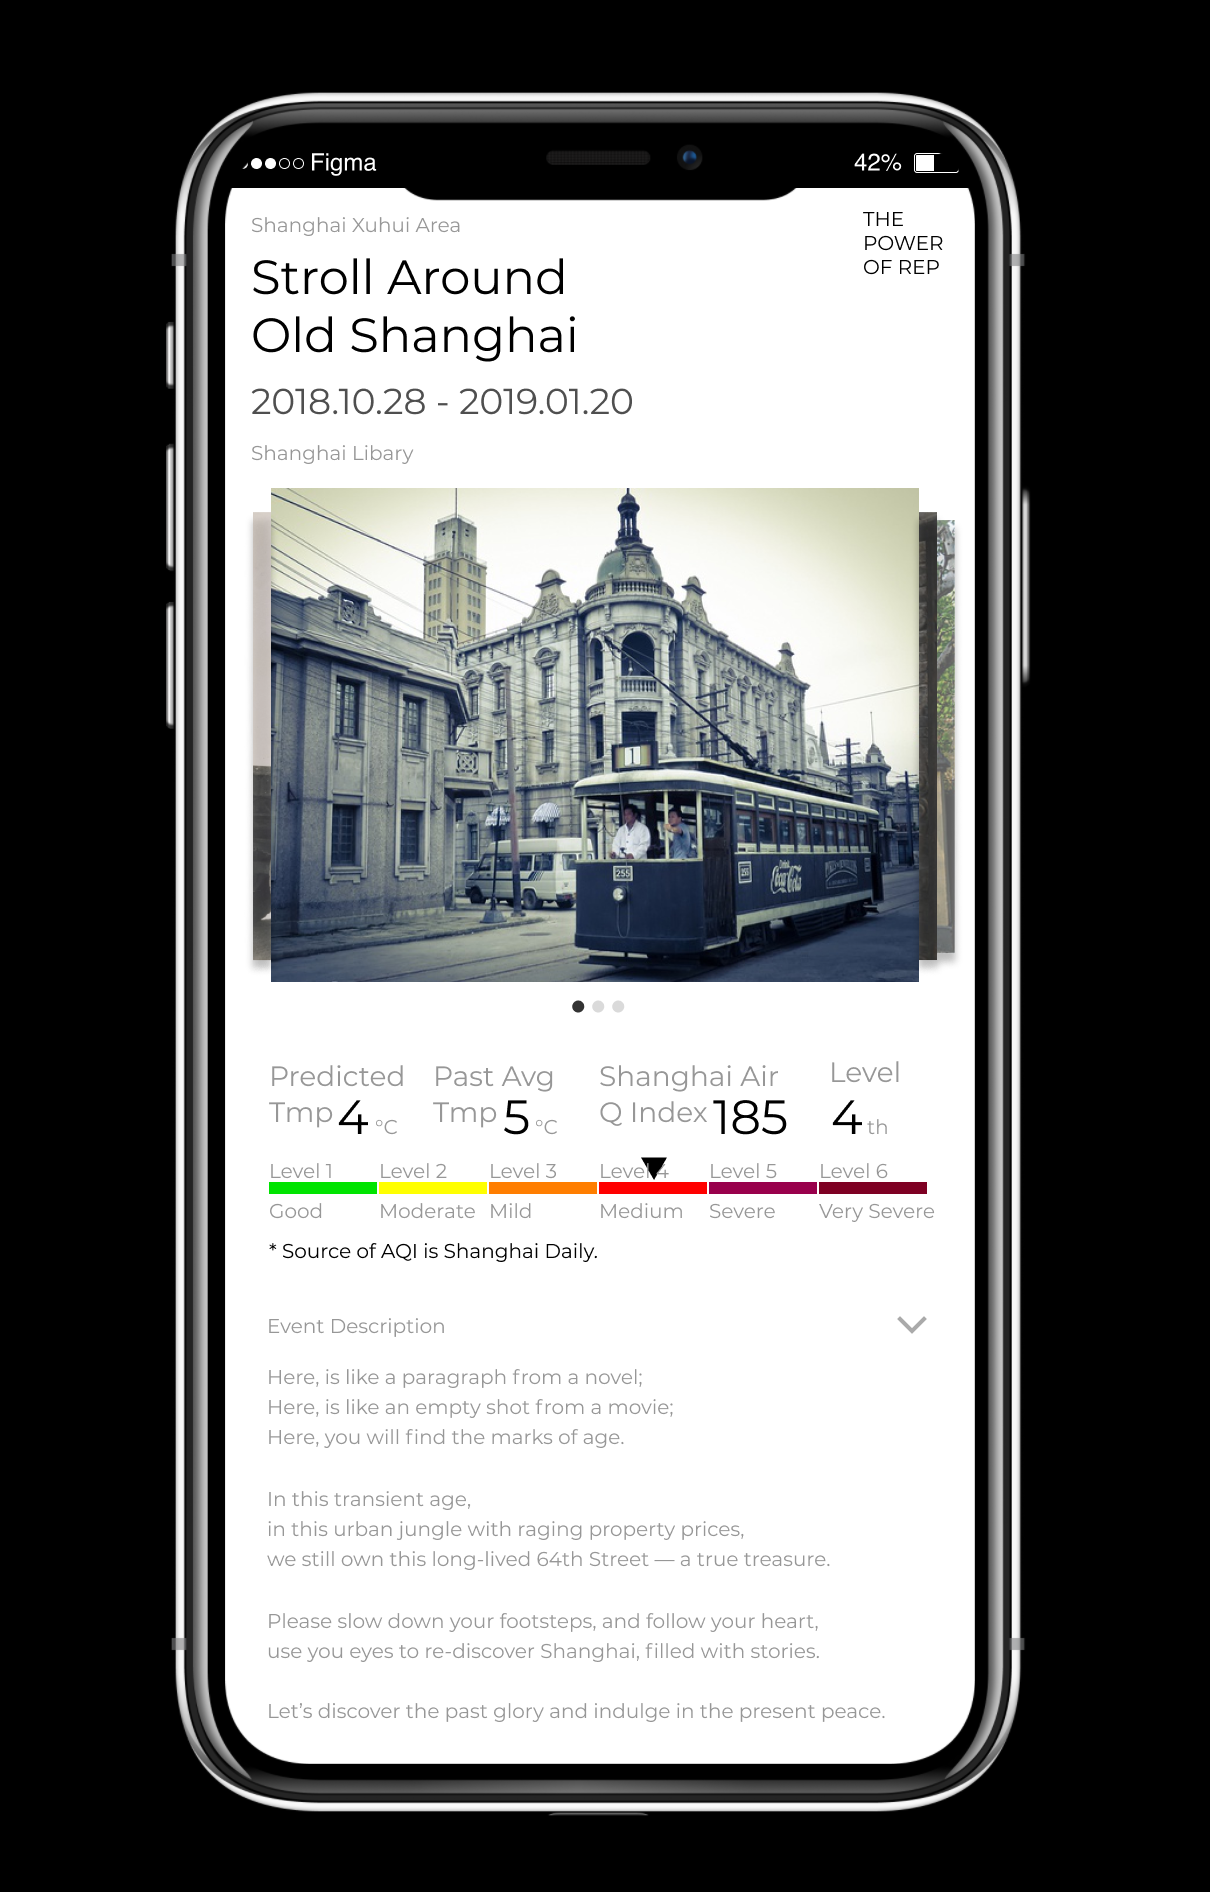 Figma
42%
Shanghai Xuhui Area
THE
POWER
OF REP
Stroll Around
Old Shanghai
2018.10.28 - 2019.01.20
Shanghai Libary
1
255
Coca-Cola
Predicted
Tmp 4 °C
Past Avg
Tmp 5 °C
Shanghai Air
Q Index 185
Level
4 th
Level 1
Level 2
Level 3
Level 4
Level 5
Level 6
Good
Moderate
Mild
Medium
Severe
Very Severe
* Source of AQI is Shanghai Daily.
Event Description
Here, is like a paragraph from a novel;
Here, is like an empty shot from a movie;
Here, you will find the marks of age.
In this transient age,
in this urban jungle with raging property prices,
we still own this long-lived 64th Street — a true treasure.
Please slow down your footsteps, and follow your heart,
use you eyes to re-discover Shanghai, filled with stories.
Let's discover the past glory and indulge in the present peace.